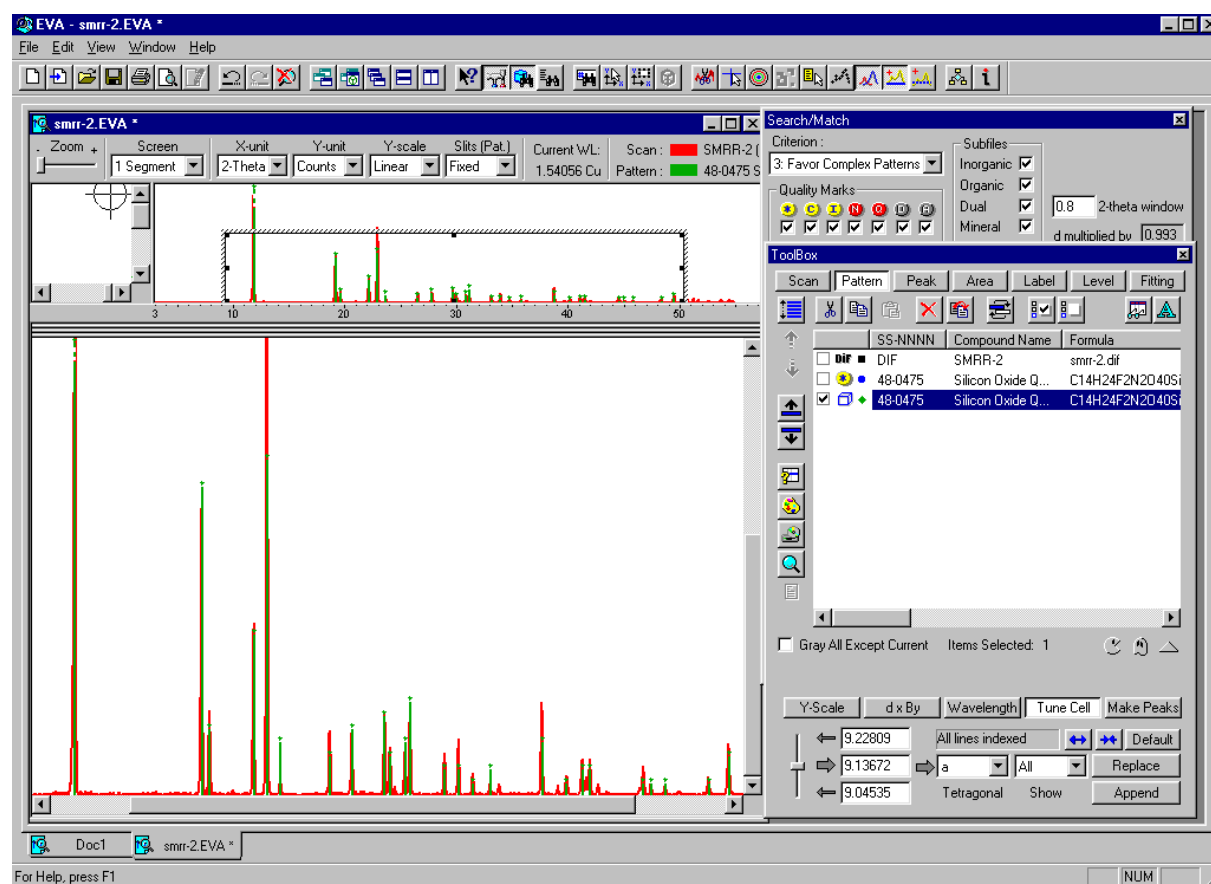 EVA - smrr-2.EVA *
File Edit View Window Help
smrr-2.EVA *
Zoom + Screen X-unit Y-unit Y-scale Slits (Pat.) Current WL: Scan : SMRR-2 (
1 Segment 2-Theta Counts Linear Fixed 1.54056 Cu Pattern : 48-0475 S
3 10 20 30 40 50
Search/Match
Criterion :
3: Favor Complex Patterns
Quality Marks
Subfiles
Inorganic
Organic
Dual
Mineral
0.8 2-theta window
d multiplied by 0.993
ToolBox
Scan Pattern Peak Area Label Level Fitting
SS-NNNN Compound Name Formula
DIF DIF SMRR-2 smrr-2.dif
48-0475 Silicon Oxide Q... C14H24F2N2O40Si
48-0475 Silicon Oxide Q... C14H24F2N2O40Si
Gray All Except Current Items Selected: 1
Y-Scale d x By Wavelength Tune Cell Make Peaks
9.22809 All lines indexed Default
9.13672 a All Replace
9.04535 Tetragonal Show Append
Doc1 smrr-2.EVA *
For Help, press F1 NUM